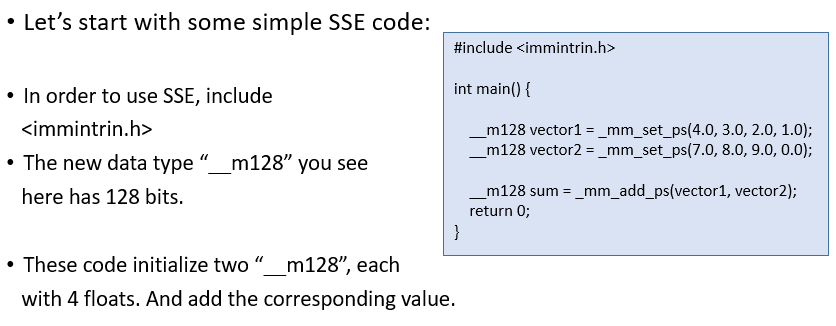 • Let’s start with some simple SSE code:
• In order to use SSE, include
<immintrin.h>
• The new data type “__m128” you see
here has 128 bits.
• These code initialize two “__m128”, each
with 4 floats. And add the corresponding value.
#include <immintrin.h>
int main() {
__m128 vector1 = _mm_set_ps(4.0, 3.0, 2.0, 1.0);
__m128 vector2 = _mm_set_ps(7.0, 8.0, 9.0, 0.0);
__m128 sum = _mm_add_ps(vector1, vector2);
return 0;
}